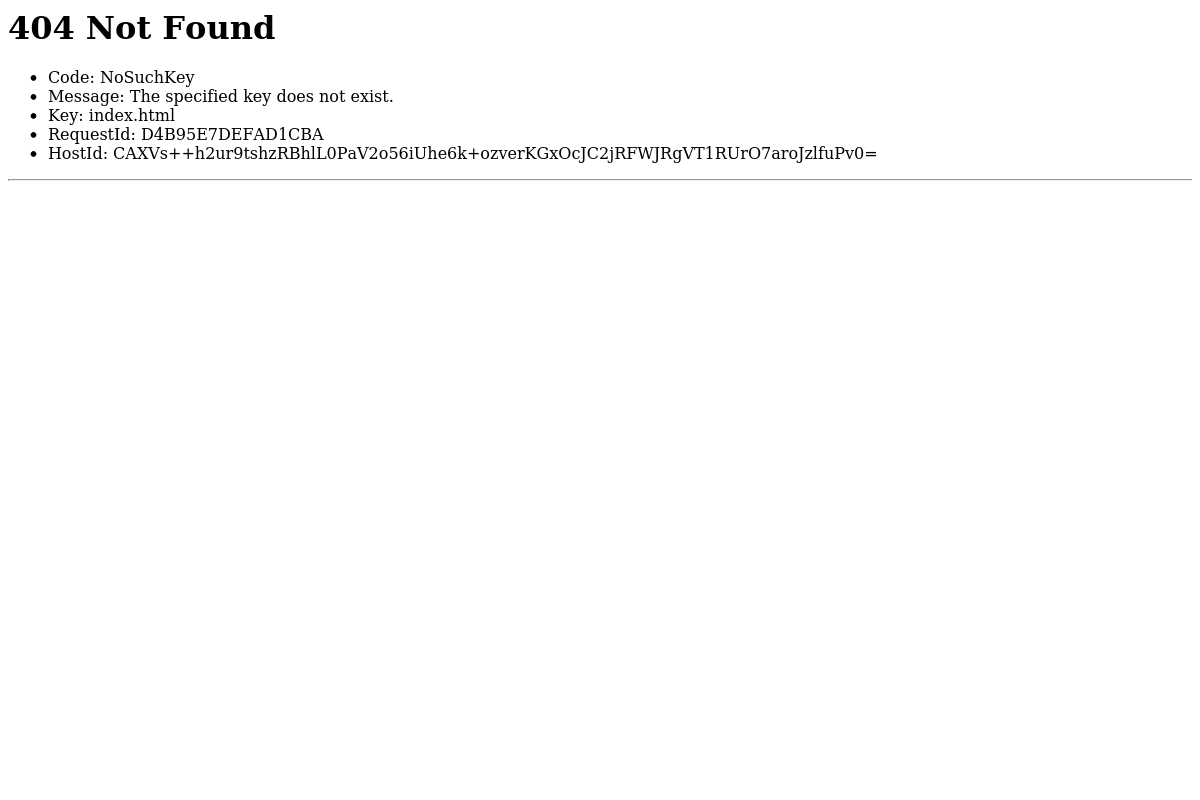 404 Not Found
Code: NoSuchKey
Message: The specified key does not exist.
Key: index.html
RequestId: D4B95E7DEFAD1CBA
HostId: CAXVs++h2ur9tshzRBhlL0PaV2o56iUhe6k+ozverKGxOcJC2jRFWJRgVT1RUrO7aroJzlfuPv0=